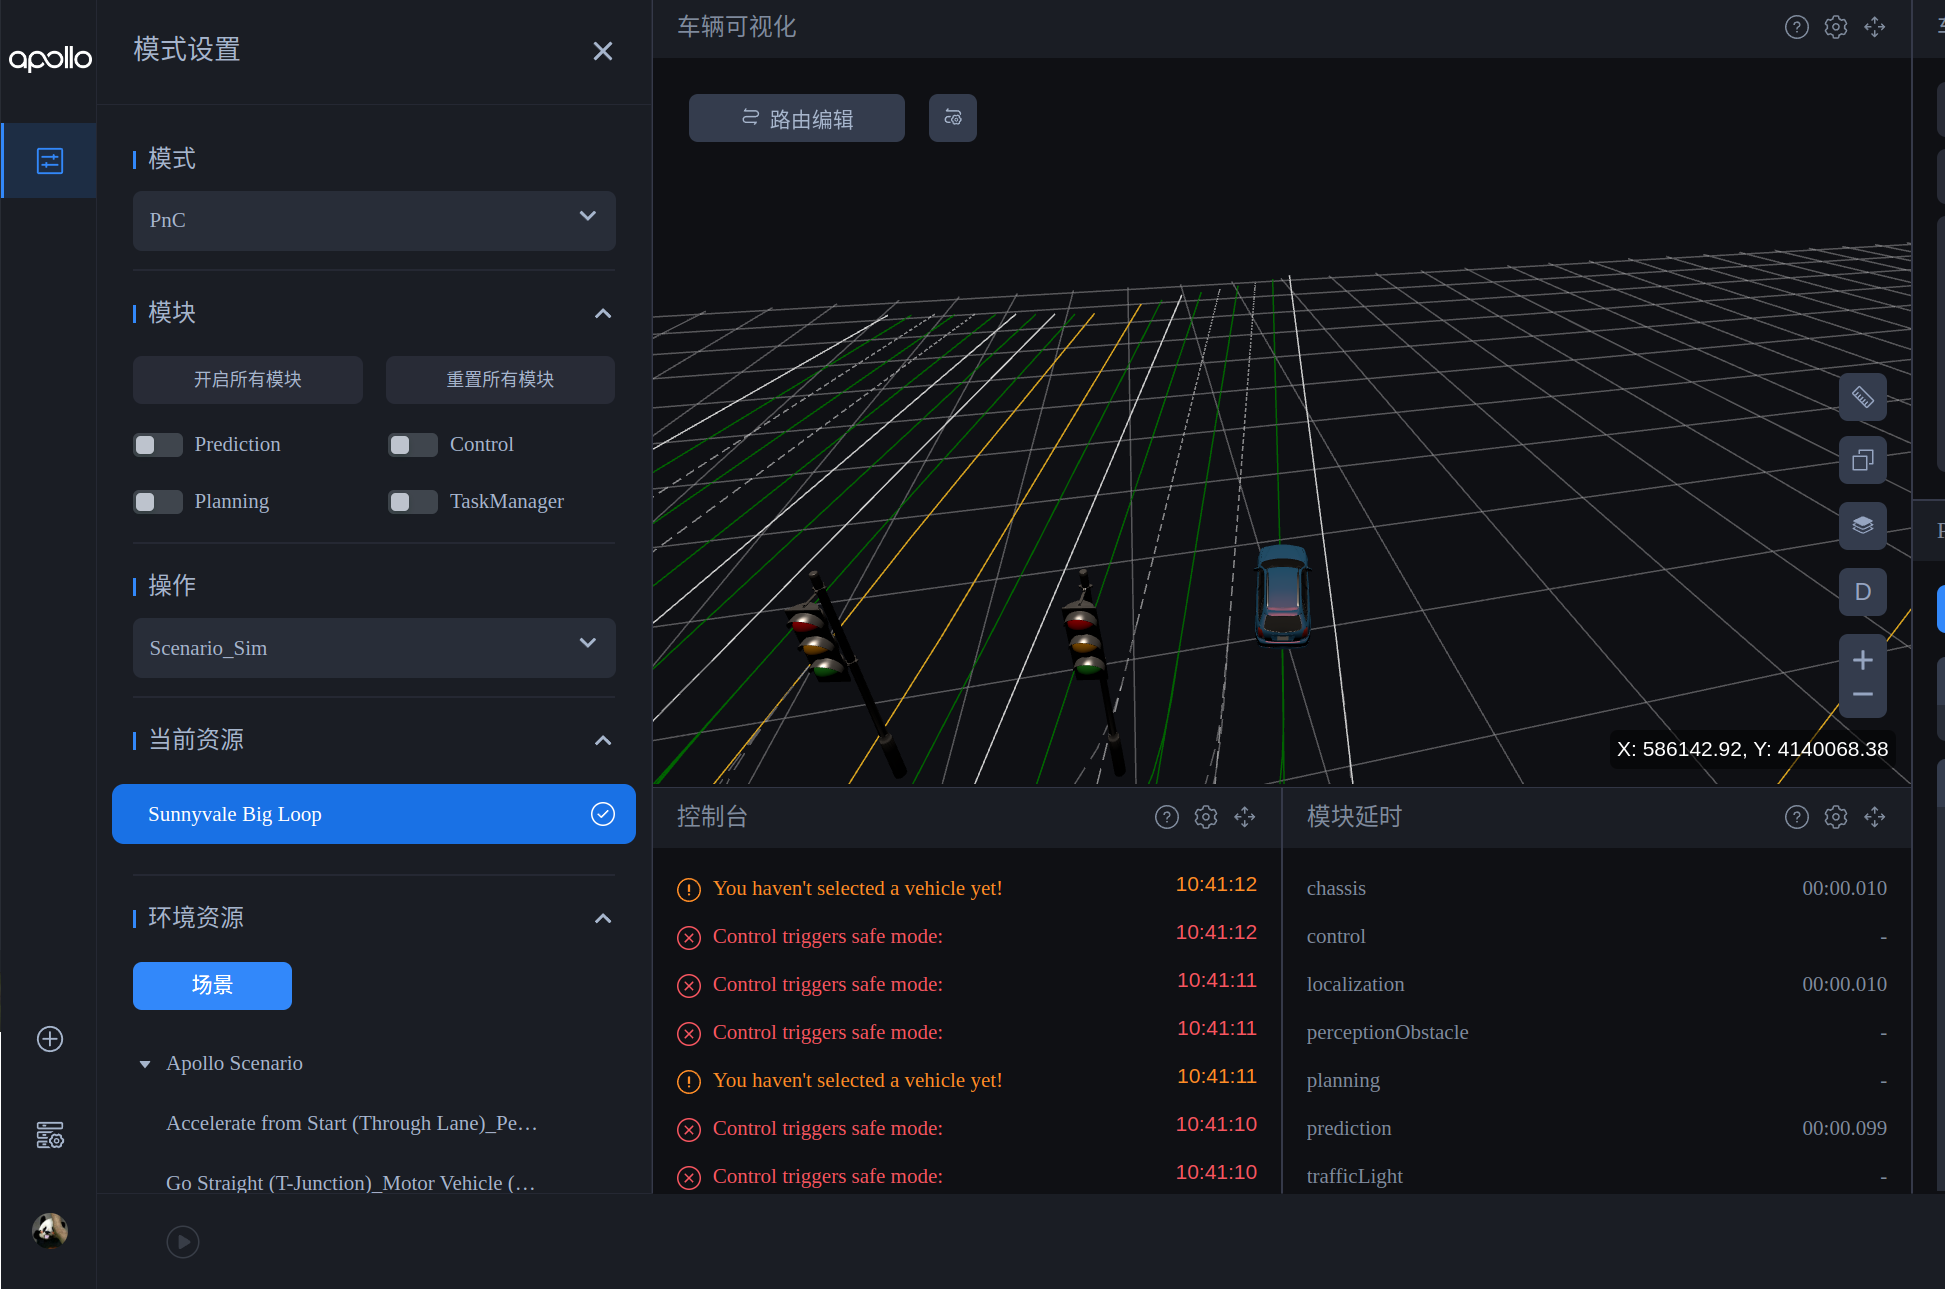 apollo
模式设置
模式
PnC
模块
开启所有模块
重置所有模块
Prediction
Control
Planning
TaskManager
操作
Scenario_Sim
当前资源
Sunnyvale Big Loop
环境资源
场景
Apollo Scenario
Accelerate from Start (Through Lane)_Pe…
Go Straight (T-Junction)_Motor Vehicle (…
车辆可视化
路由编辑
D
X: 586142.92, Y: 4140068.38
控制台
You haven't selected a vehicle yet! 10:41:12
Control triggers safe mode: 10:41:12
Control triggers safe mode: 10:41:11
Control triggers safe mode: 10:41:11
You haven't selected a vehicle yet! 10:41:11
Control triggers safe mode: 10:41:10
Control triggers safe mode: 10:41:10
模块延时
chassis 00:00.010
control -
localization 00:00.010
perceptionObstacle -
planning -
prediction 00:00.099
trafficLight -